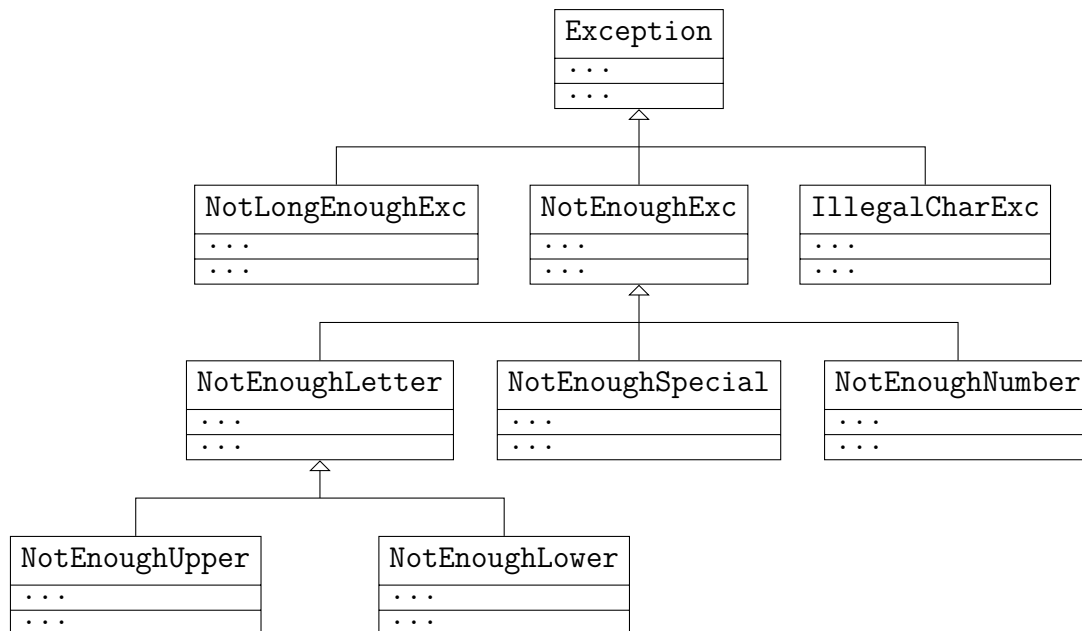 Exception
...
...
NotLongEnoughExc
...
...
NotEnoughExc
...
...
IllegalCharExc
...
...
NotEnoughLetter
...
...
NotEnoughSpecial
...
...
NotEnoughNumber
...
...
NotEnoughUpper
...
...
NotEnoughLower
...
...